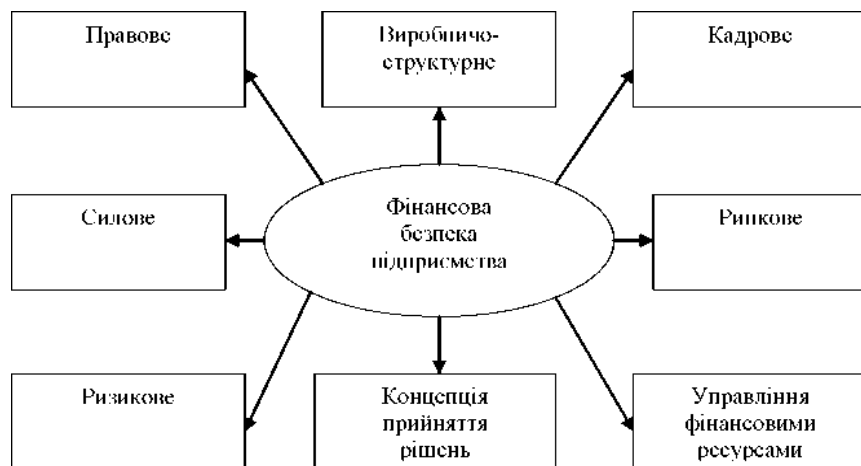 Правове
Виробничо-
структурне
Кадрове
Силове
Фінансова
безпека
підприємства
Ринкове
Ризикове
Концепція
прийняття
рішень
Управління
фінансовими
ресурсами